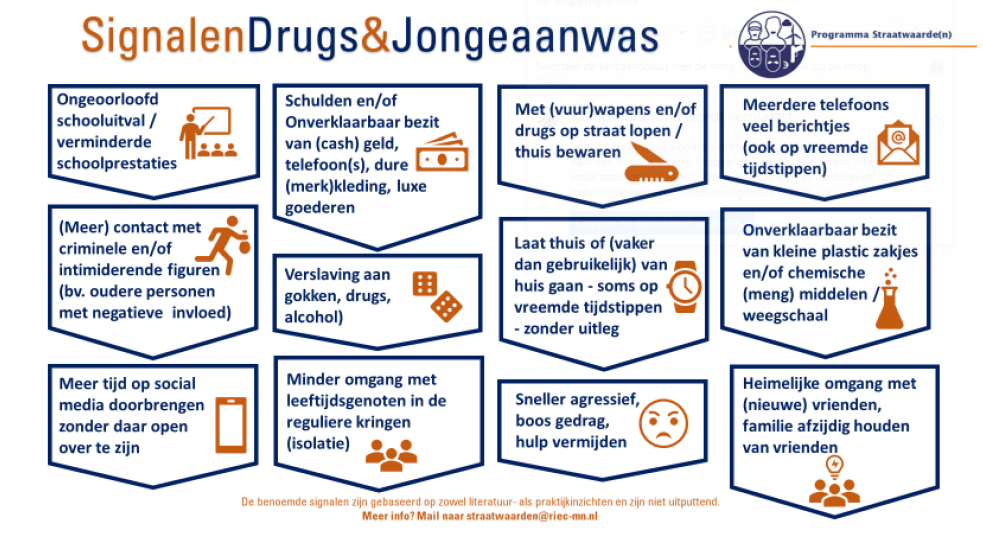 SignalenDrugs&Jongeaanwas
Programma Straatwaarde(n)
Ongeoorloofd
schooluitval /
verminderde
schoolprestaties
Schulden en/of
Onverklaarbaar bezit
van (cash) geld,
telefoon(s), dure
(merk)kleding, luxe
goederen
Met (vuur)wapens en/of
drugs op straat lopen /
thuis bewaren
Meerdere telefoons
veel berichtjes
(ook op vreemde
tijdstippen)
(Meer) contact met
criminele en/of
intimiderende figuren
(bv. oudere personen
met negatieve invloed)
Verslaving aan
gokken, drugs,
alcohol)
Laat thuis of (vaker
dan gebruikelijk) van
huis gaan - soms op
vreemde tijdstippen
- zonder uitleg
Onverklaarbaar bezit
van kleine plastic zakjes
en/of chemische
(meng) middelen /
weegschaal
Meer tijd op social
media doorbrengen
zonder daar open
over te zijn
Minder omgang met
leeftijdsgenoten in de
reguliere kringen
(isolatie)
Sneller agressief,
boos gedrag,
hulp vermijden
Heimelijke omgang met
(nieuwe) vrienden,
familie afzijdig houden
van vrienden
De benoemde signalen zijn gebaseerd op zowel literatuur- als praktijkinzichten en zijn niet uitputtend.
Meer info? Mail naar straatwaarden@riec-mn.nl